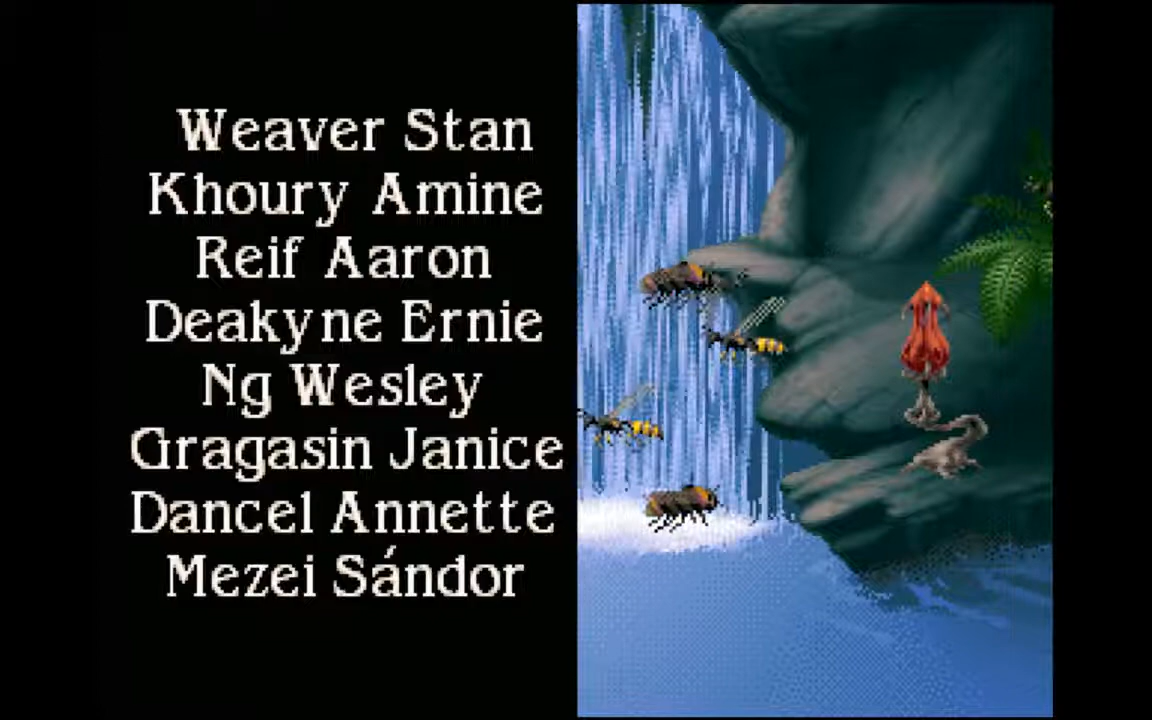 Weaver Stan
Khoury Amine
Reif Aaron
Deakyne Ernie
Ng Wesley
Gragasin Janice
Dancel Annette
Mezei Sándor